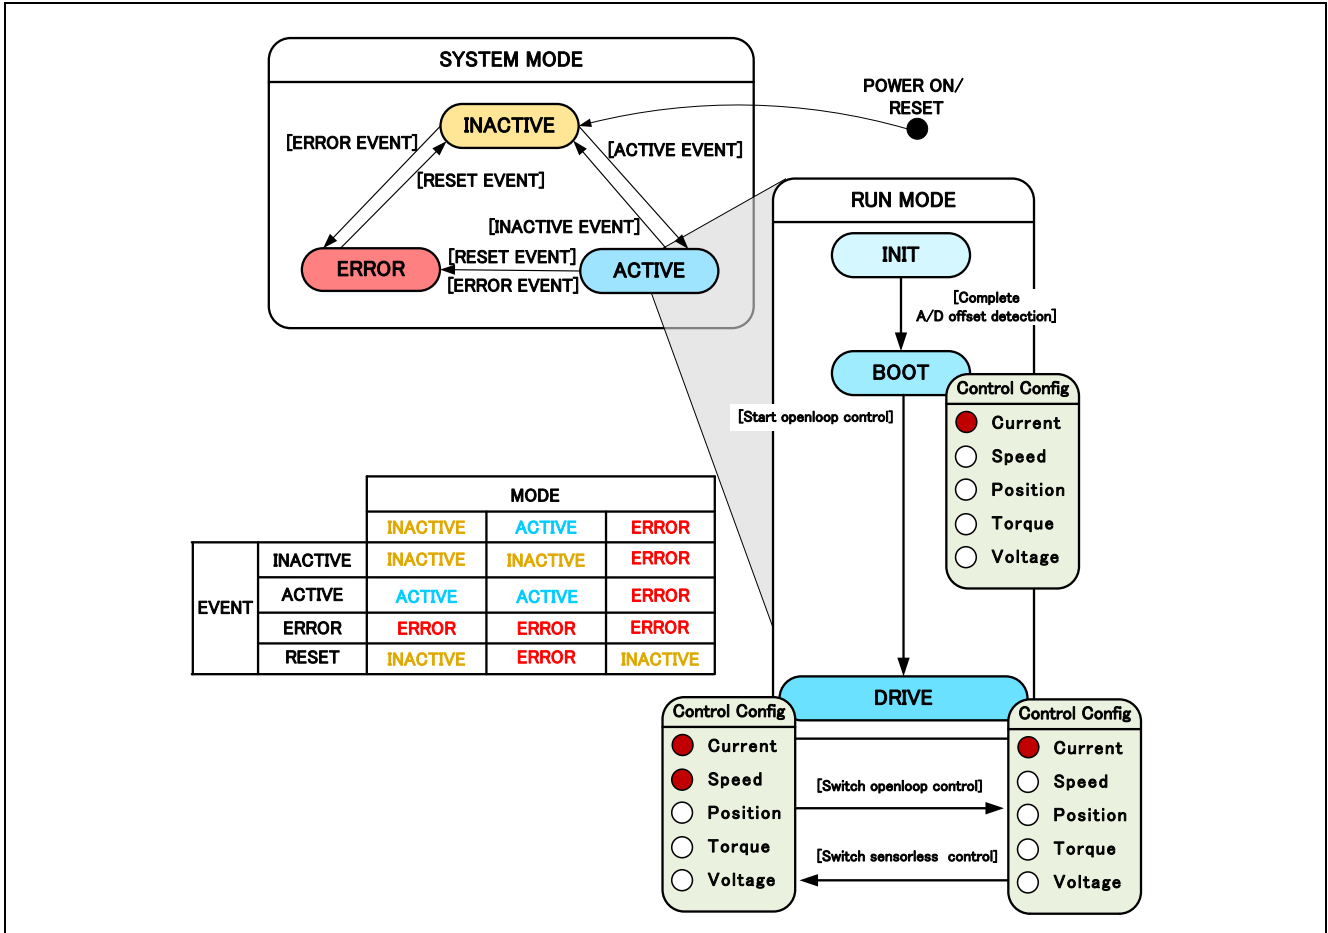 SYSTEM MODE
POWER ON/
RESET
INACTIVE
[ERROR EVENT]
[ACTIVE EVENT]
[RESET EVENT]
[INACTIVE EVENT]
[RESET EVENT]
ERROR
ACTIVE
[ERROR EVENT]
RUN MODE
INIT
[Complete
A/D offset detection]
BOOT
Control Config
Current
Speed
Position
Torque
Voltage
[Start openloop control]
MODE
INACTIVE ACTIVE ERROR
EVENT
INACTIVE INACTIVE INACTIVE ERROR
ACTIVE ACTIVE ACTIVE ERROR
ERROR ERROR ERROR ERROR
RESET INACTIVE ERROR INACTIVE
DRIVE
Control Config
Current
Speed
Position
Torque
Voltage
[Switch openloop control]
[Switch sensorless control]
Control Config
Current
Speed
Position
Torque
Voltage